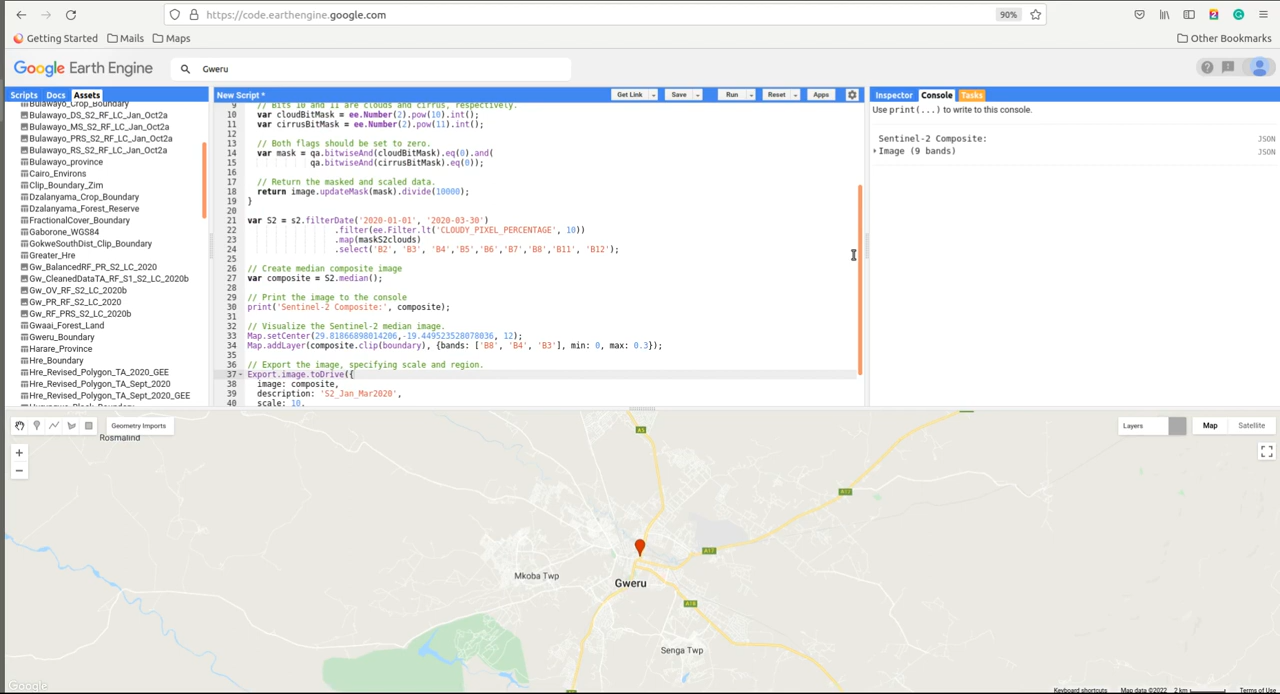 https://code.earthengine.google.com
90%
Getting Started
Mails
Maps
Other Bookmarks
Google Earth Engine
Gweru
Scripts
Docs
Assets
Bulawayo_Crop_Boundary
Bulawayo_DS_S2_RF_LC_Jan_Oct2a
Bulawayo_MS_S2_RF_LC_Jan_Oct2a
Bulawayo_PRS_S2_RF_LC_Jan_Oct2a
Bulawayo_RS_S2_RF_LC_Jan_Oct2a
Bulawayo_province
Cairo_Environs
Clip_Boundary_Zim
Dzalanyama_Crop_Boundary
Dzalanyama_Forest_Reserve
FractionalCover_Boundary
Gaborone_WGS84
GokweSouthDist_Clip_Boundary
Greater_Hre
Gw_BalancedRF_PR_S2_LC_2020
Gw_CleanedDataTA_RF_S1_S2_LC_2020b
Gw_OV_RF_S2_LC_2020b
Gw_PR_RF_S2_LC_2020
Gw_RF_PRS_S2_LC_2020b
Gwaai_Forest_Land
Gweru_Boundary
Harare_Province
Hre_Boundary
Hre_Revised_Polygon_TA_2020_GEE
Hre_Revised_Polygon_TA_Sept_2020
Hre_Revised_Polygon_TA_Sept_2020_GEE
New Script *
Get Link
Save
Run
Reset
Apps
9 // Bits 10 and 11 are clouds and cirrus, respectively.
10 var cloudBitMask = ee.Number(2).pow(10).int();
11 var cirrusBitMask = ee.Number(2).pow(11).int();
12
13 // Both flags should be set to zero.
14 var mask = qa.bitwiseAnd(cloudBitMask).eq(0).and(
15 qa.bitwiseAnd(cirrusBitMask).eq(0));
16
17 // Return the masked and scaled data.
18 return image.updateMask(mask).divide(10000);
19 }
20
21 var S2 = s2.filterDate('2020-01-01', '2020-03-30')
22 .filter(ee.Filter.lt('CLOUDY_PIXEL_PERCENTAGE', 10))
23 .map(maskS2clouds)
24 .select('B2', 'B3', 'B4','B5','B6','B7','B8','B11', 'B12');
25
26 // Create median composite image
27 var composite = S2.median();
28
29 // Print the image to the console
30 print('Sentinel-2 Composite:', composite);
31
32 // Visualize the Sentinel-2 median image.
33 Map.setCenter(29.81866898014206,-19.449523528078036, 12);
34 Map.addLayer(composite.clip(boundary), {bands: ['B8', 'B4', 'B3'], min: 0, max: 0.3});
35
36 // Export the image, specifying scale and region.
37 Export.image.toDrive({
38 image: composite,
39 description: 'S2_Jan_Mar2020',
40 scale: 10,
Inspector
Console
Tasks
Use print(...) to write to this console.
Sentinel-2 Composite:
JSON
Image (9 bands)
JSON
Geometry Imports
Layers
Map
Satellite
Rosmalind
Mkoba Twp
Gweru
Senga Twp
Google
Keyboard shortcuts
Map data ©2022
2 km
Terms of Use